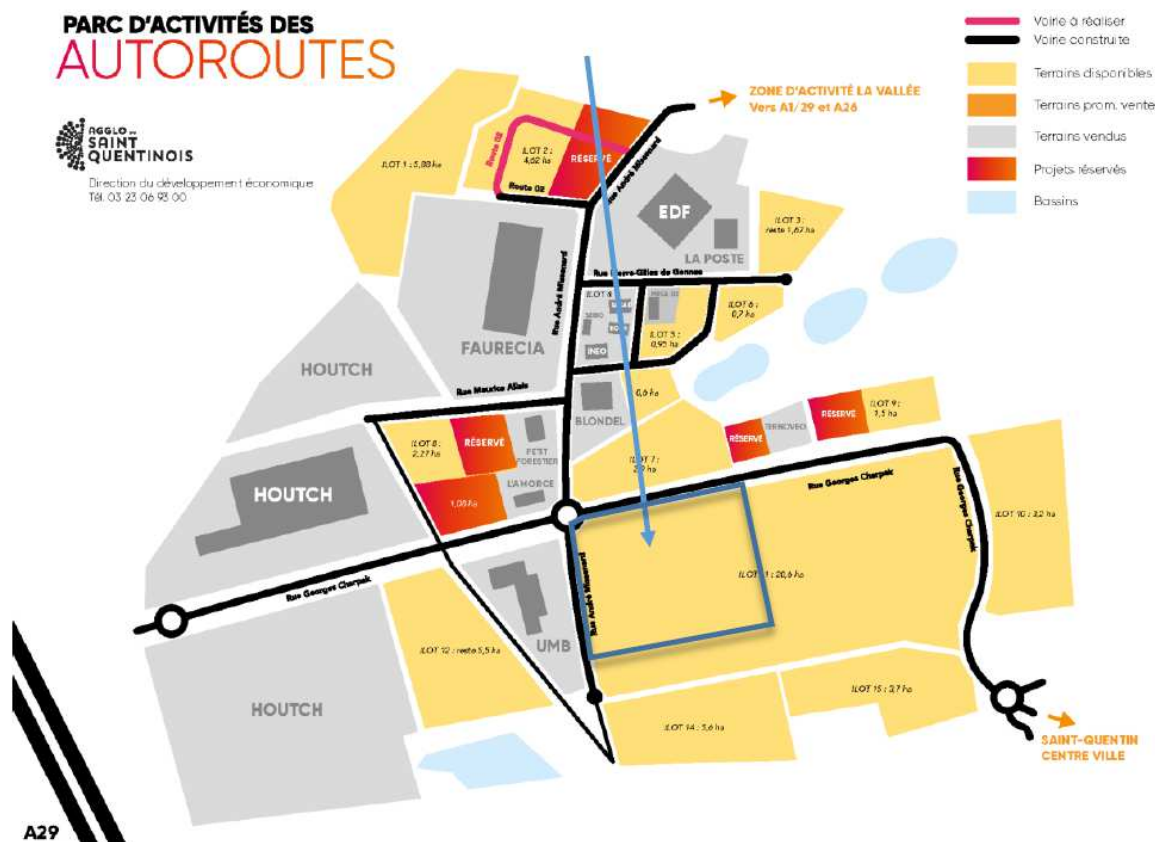 PARC D'ACTIVITÉS DES
AUTOROUTES
AGGLO DU
SAINT
QUENTINOIS
Direction du développement économique
Tél. 03 23 06 93 00
Voirie à réaliser
Voirie construite
Terrains disponibles
Terrains prom. vente
Terrains vendus
Projets réservés
Bassins
ZONE D'ACTIVITÉ LA VALLÉE
Vers A1/29 et A26
ILOT 1 : 5,88 ha
Route 02
ILOT 2 :
4,62 ha
RÉSERVÉ
Route 02
Rue André Missenard
EDF
LA POSTE
ILOT 3 :
reste 1,67 ha
Rue Pierre-Gilles de Gennes
FAURECIA
Rue André Missenard
ILOT 4
INEO
ILOT 5 :
0,95 ha
ILOT 6 :
0,7 ha
HOUTCH
Rue Maurice Allais
BLONDEL
0,6 ha
ILOT 8 :
2,27 ha
RÉSERVÉ
PETIT
FORESTIER
ILOT 7 :
RÉSERVÉ
TERNOVEO
RÉSERVÉ
ILOT 9 :
1,5 ha
HOUTCH
1,08 ha
L'AMORCE
Rue Georges Charpak
Rue Georges Charpak
ILOT 10 : 3,2 ha
Rue Georges Charpak
Rue André Missenard
ILOT 11 : 20,6 ha
UMB
ILOT 12 : reste 5,5 ha
HOUTCH
ILOT 15 : 3,7 ha
ILOT 14 : 5,6 ha
SAINT-QUENTIN
CENTRE VILLE
A29